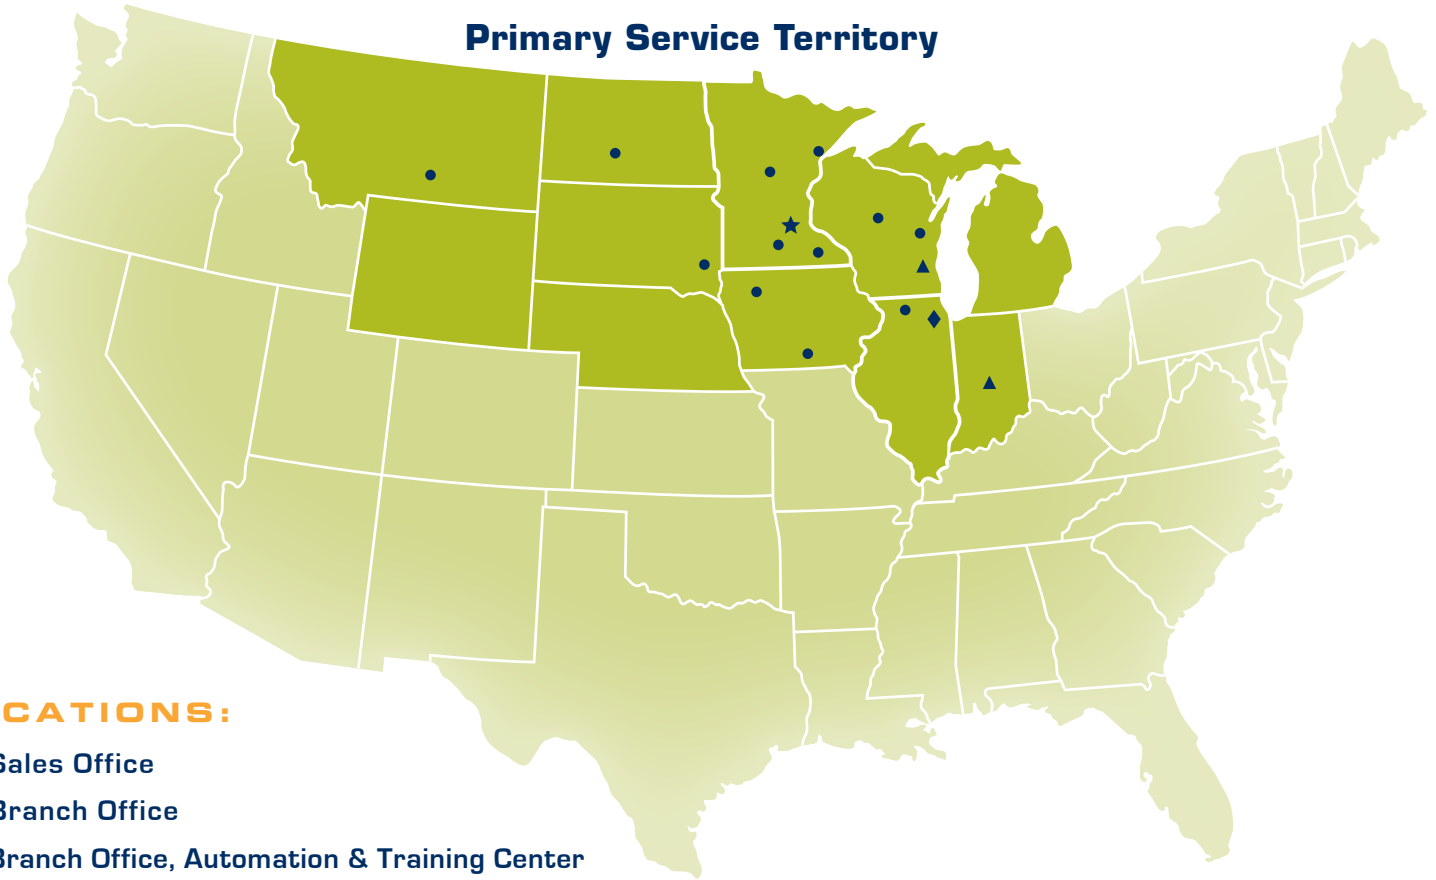 Primary Service Territory
CATIONS:
Sales Office
Branch Office
Branch Office, Automation & Training Center